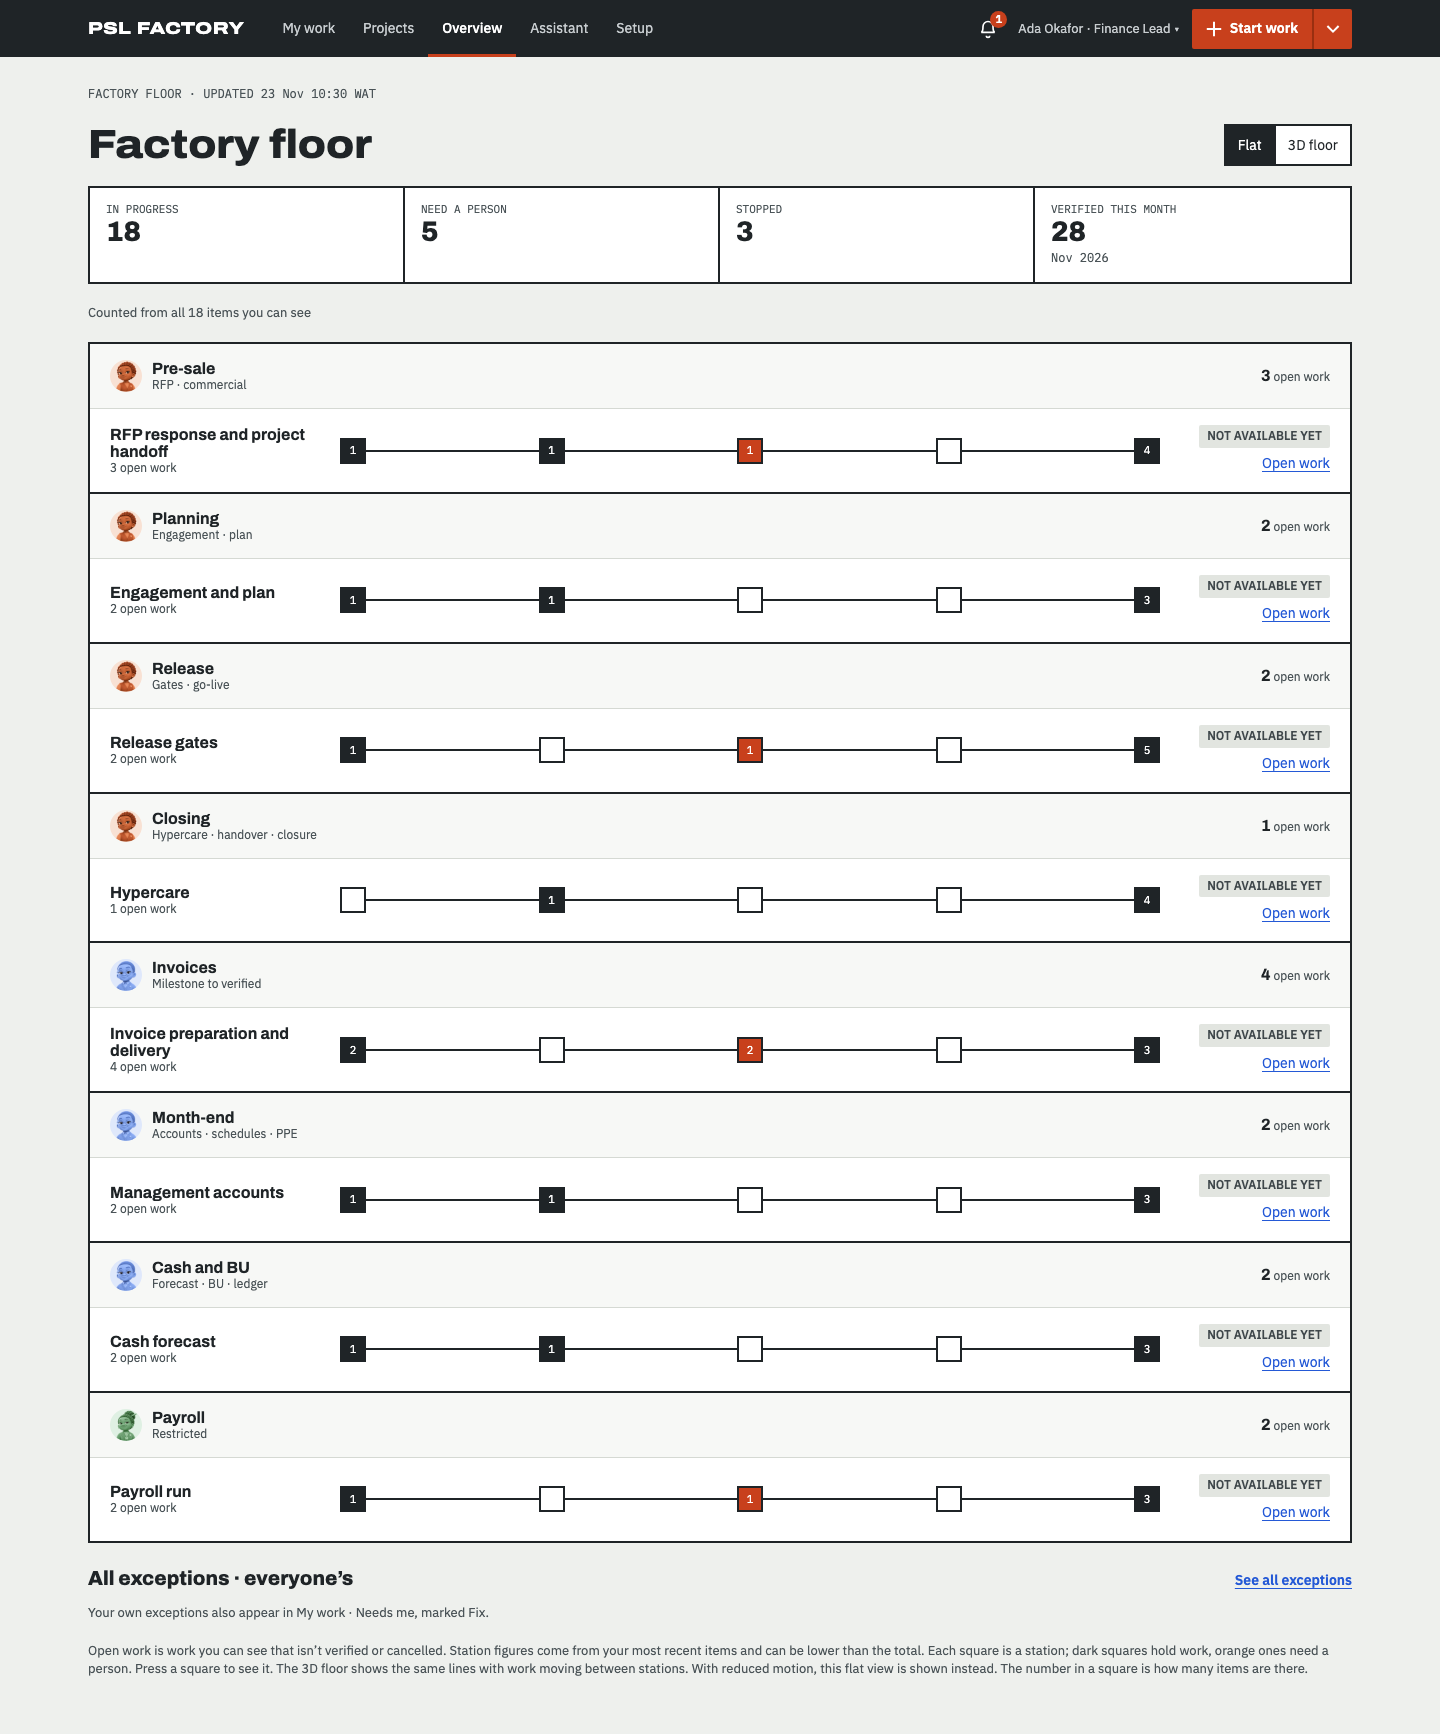 PSL FACTORY
My work
Projects
Overview
Assistant
Setup
1
Ada Okafor · Finance Lead ▾
Start work
FACTORY FLOOR · UPDATED 23 Nov 10:30 WAT
Factory floor
Flat
3D floor
IN PROGRESS
18
NEED A PERSON
5
STOPPED
3
VERIFIED THIS MONTH
28
Nov 2026
Counted from all 18 items you can see
Pre-sale
RFP · commercial
3 open work
RFP response and project
handoff
3 open work
1 1 1 4
NOT AVAILABLE YET
Open work
Planning
Engagement · plan
2 open work
Engagement and plan
2 open work
1 1 3
NOT AVAILABLE YET
Open work
Release
Gates · go-live
2 open work
Release gates
2 open work
1 1 5
NOT AVAILABLE YET
Open work
Closing
Hypercare · handover · closure
1 open work
Hypercare
1 open work
1 4
NOT AVAILABLE YET
Open work
Invoices
Milestone to verified
4 open work
Invoice preparation and
delivery
4 open work
2 2 3
NOT AVAILABLE YET
Open work
Month-end
Accounts · schedules · PPE
2 open work
Management accounts
2 open work
1 1 3
NOT AVAILABLE YET
Open work
Cash and BU
Forecast · BU · ledger
2 open work
Cash forecast
2 open work
1 1 3
NOT AVAILABLE YET
Open work
Payroll
Restricted
2 open work
Payroll run
2 open work
1 1 3
NOT AVAILABLE YET
Open work
All exceptions · everyone’s
See all exceptions
Your own exceptions also appear in My work · Needs me, marked Fix.
Open work is work you can see that isn’t verified or cancelled. Station figures come from your most recent items and can be lower than the total. Each square is a station; dark squares hold work, orange ones need a
person. Press a square to see it. The 3D floor shows the same lines with work moving between stations. With reduced motion, this flat view is shown instead. The number in a square is how many items are there.